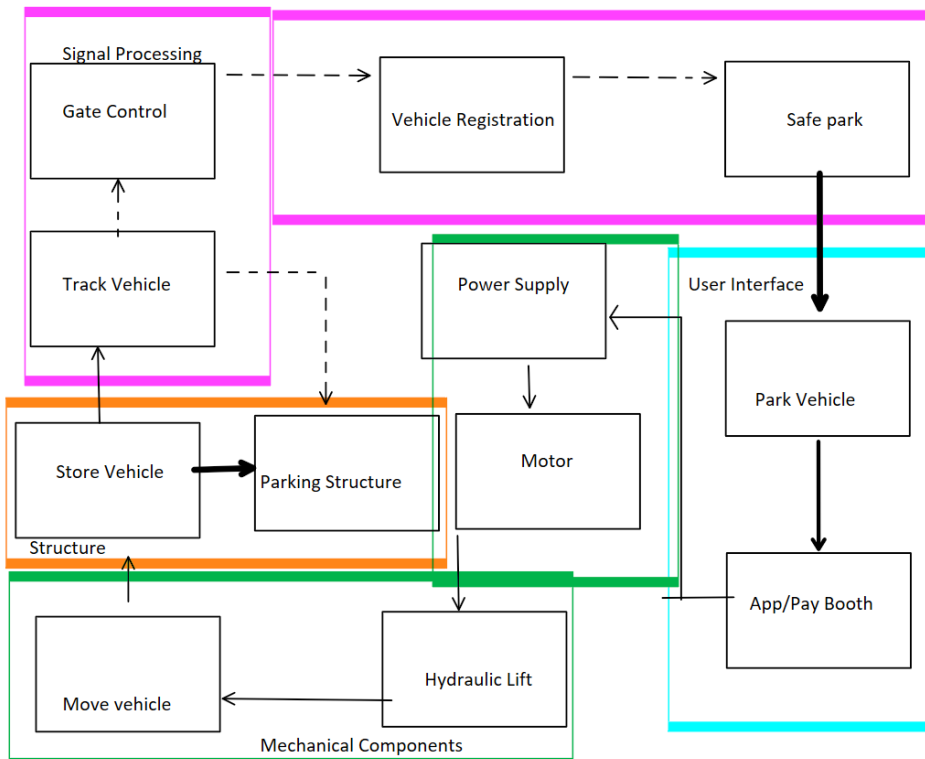 Signal Processing
Gate Control
Vehicle Registration
Safe park
Track Vehicle
Power Supply
User Interface
Park Vehicle
Store Vehicle
Parking Structure
Motor
Structure
App/Pay Booth
Move vehicle
Hydraulic Lift
Mechanical Components